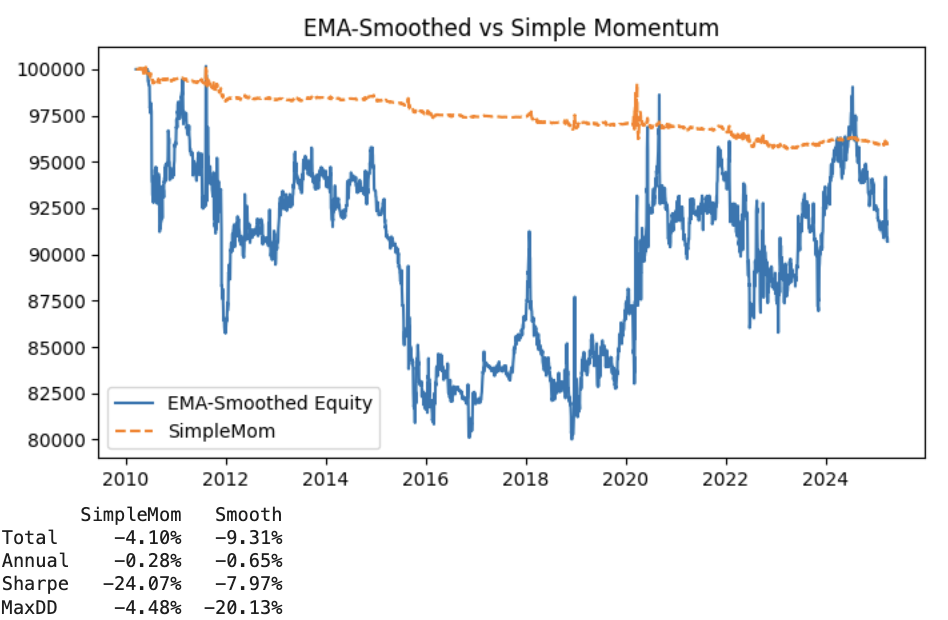 EMA-Smoothed vs Simple Momentum
100000
97500
95000
92500
90000
87500
85000
82500
80000
EMA-Smoothed Equity
SimpleMom
2010 2012 2014 2016 2018 2020 2022 2024
SimpleMom Smooth
Total -4.10% -9.31%
Annual -0.28% -0.65%
Sharpe -24.07% -7.97%
MaxDD -4.48% -20.13%